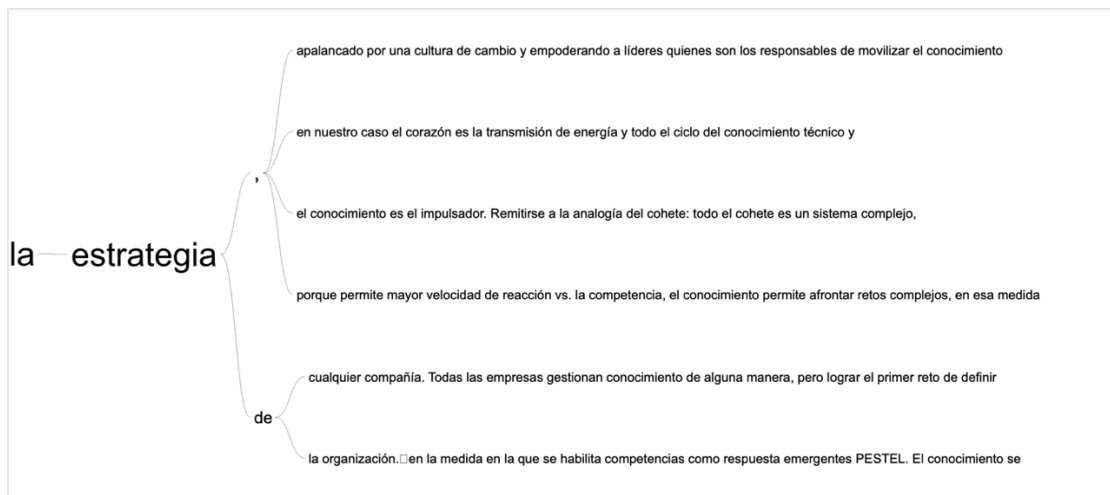 apalancado por una cultura de cambio y empoderando a líderes quienes son los responsables de movilizar el conocimiento
en nuestro caso el corazón es la transmisión de energía y todo el ciclo del conocimiento técnico y
,
el conocimiento es el impulsador. Remitirse a la analogía del cohete: todo el cohete es un sistema complejo,
la estrategia
porque permite mayor velocidad de reacción vs. la competencia, el conocimiento permite afrontar retos complejos, en esa medida
cualquier compañía. Todas las empresas gestionan conocimiento de alguna manera, pero lograr el primer reto de definir
de
la organización.□en la medida en la que se habilita competencias como respuesta emergentes PESTEL. El conocimiento se